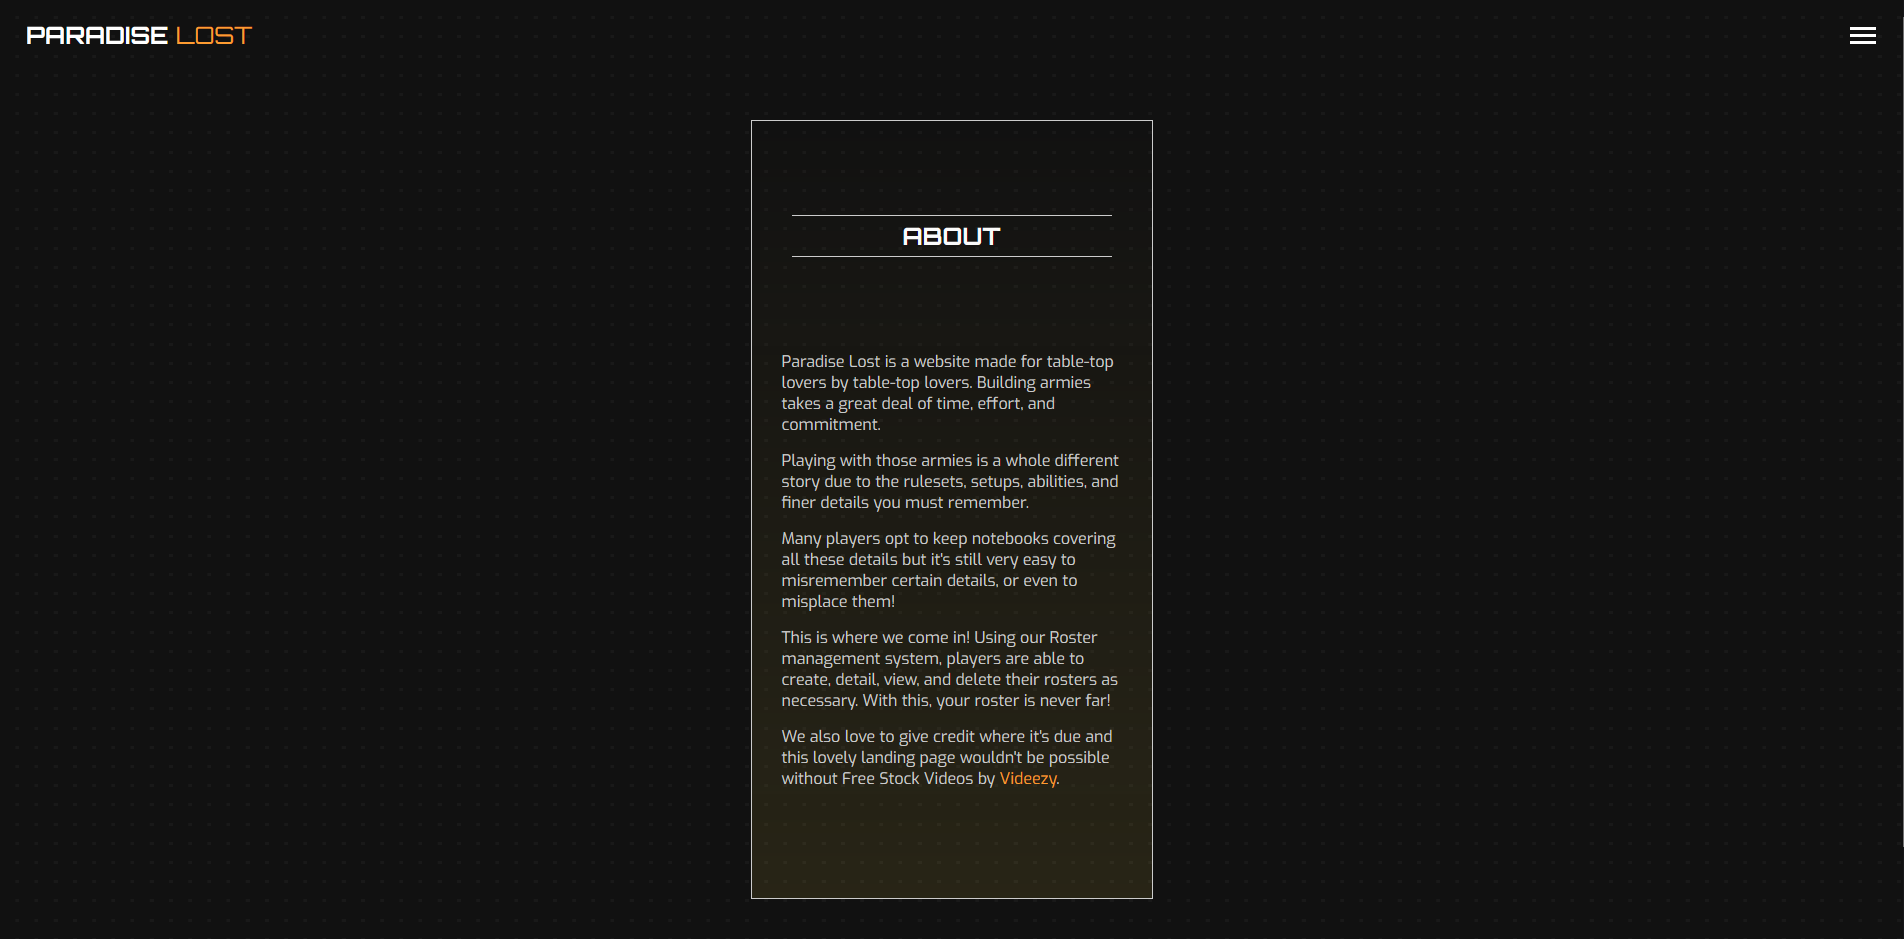 PARADISE LOST
ABOUT
Paradise Lost is a website made for table-top
lovers by table-top lovers. Building armies
takes a great deal of time, effort, and
commitment.
Playing with those armies is a whole different
story due to the rulesets, setups, abilities, and
finer details you must remember.
Many players opt to keep notebooks covering
all these details but it's still very easy to
misremember certain details, or even to
misplace them!
This is where we come in! Using our Roster
management system, players are able to
create, detail, view, and delete their rosters as
necessary. With this, your roster is never far!
We also love to give credit where it's due and
this lovely landing page wouldn't be possible
without Free Stock Videos by Videezy.